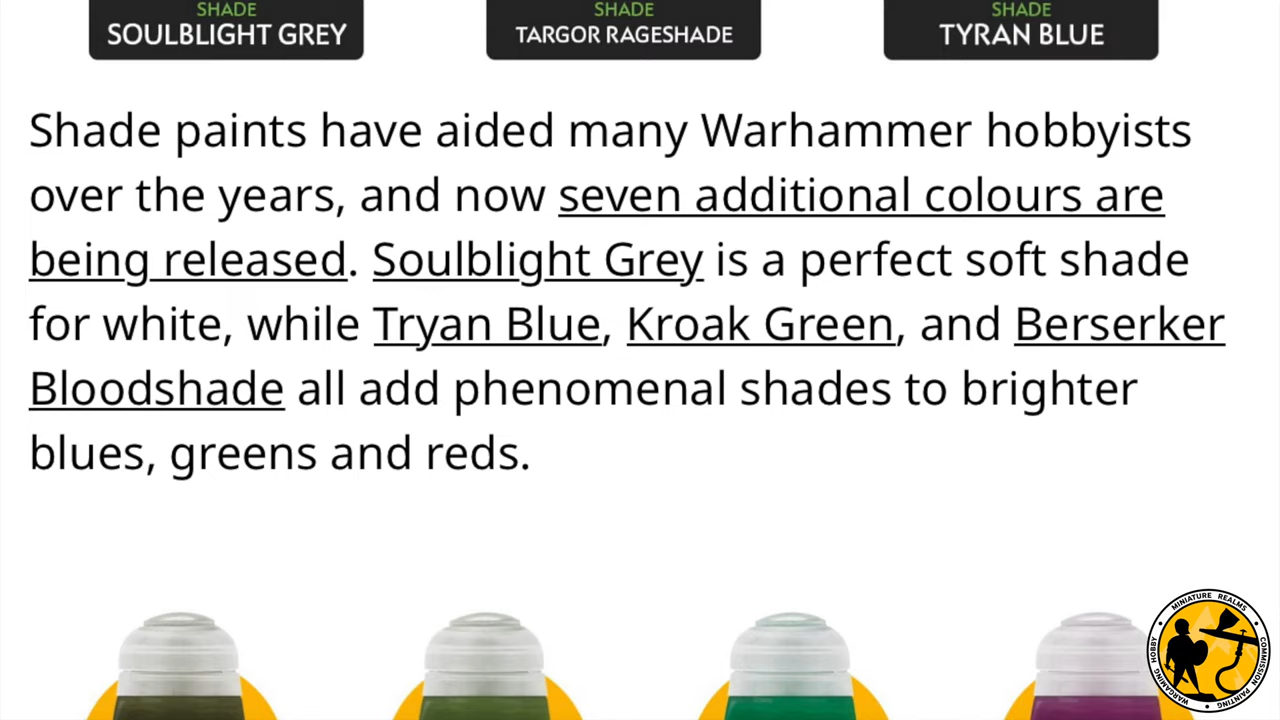 SHADE
SOULBLIGHT GREY
SHADE
TARGOR RAGESHADE
SHADE
TYRAN BLUE
Shade paints have aided many Warhammer hobbyists
over the years, and now seven additional colours are
being released. Soulblight Grey is a perfect soft shade
for white, while Tryan Blue, Kroak Green, and Berserker
Bloodshade all add phenomenal shades to brighter
blues, greens and reds.
MINIATURE REALMS
COMMISSION PAINTING
WARGAMING HOBBY